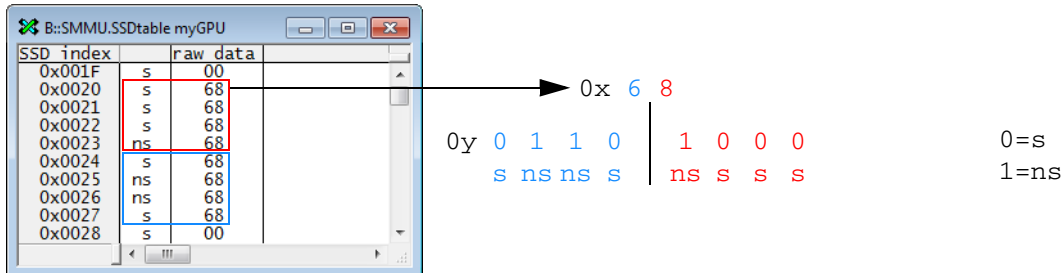 B::SMMU.SSDtable myGPU
SSD index raw data
0x001F s 00
0x0020 s 68
0x0021 s 68
0x0022 s 68
0x0023 ns 68
0x0024 s 68
0x0025 ns 68
0x0026 ns 68
0x0027 s 68
0x0028 s 00
0x 6 8
0y 0 1 1 0 1 0 0 0
s ns ns s ns s s s
0=s
1=ns